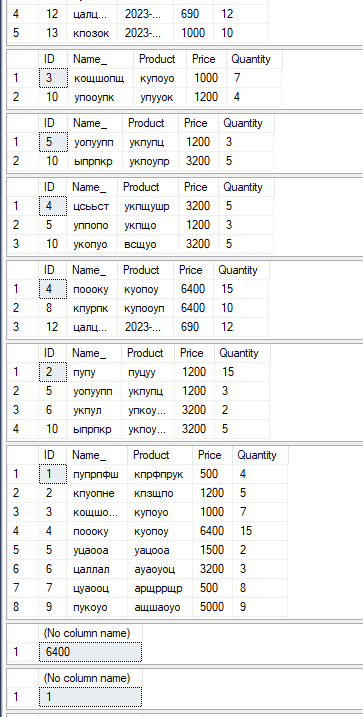 4 12 цалц... 2023-... 690 12
5 13 кпозок 2023-... 1000 10
ID Name_ Product Price Quantity
1 3 кощшопщ купоуо 1000 7
2 10 упооупк упууок 1200 4
ID Name_ Product Price Quantity
1 5 уопуупп укпупц 1200 3
2 10 ыпрпкр укпоупр 3200 5
ID Name_ Product Price Quantity
1 4 цсььст укпщушр 3200 5
2 5 уппопо укпщо 1200 3
3 10 укопуо всщуо 3200 5
ID Name_ Product Price Quantity
1 4 поооку куопоу 6400 15
2 8 кпурпк купооуп 6400 10
3 12 цалц... 2023-... 690 12
ID Name_ Product Price Quantity
1 2 пупу пуцуу 1200 15
2 5 уопуупп укпупц 1200 3
3 6 укпул упкоу... 3200 2
4 10 ыпрпкр укпоу... 3200 5
ID Name_ Product Price Quantity
1 1 пупрпфш кпрфпрук 500 4
2 2 кпуопне кпзщпо 1200 5
3 3 кощшо... купоуо 1000 7
4 4 поооку куопоу 6400 15
5 5 уцаооа уацооа 1500 2
6 6 цаллал ауаоуоц 3200 3
7 7 цуаооц арщррщр 500 8
8 9 пукоуо ащшаоуо 5000 9
(No column name)
1 6400
(No column name)
1 1